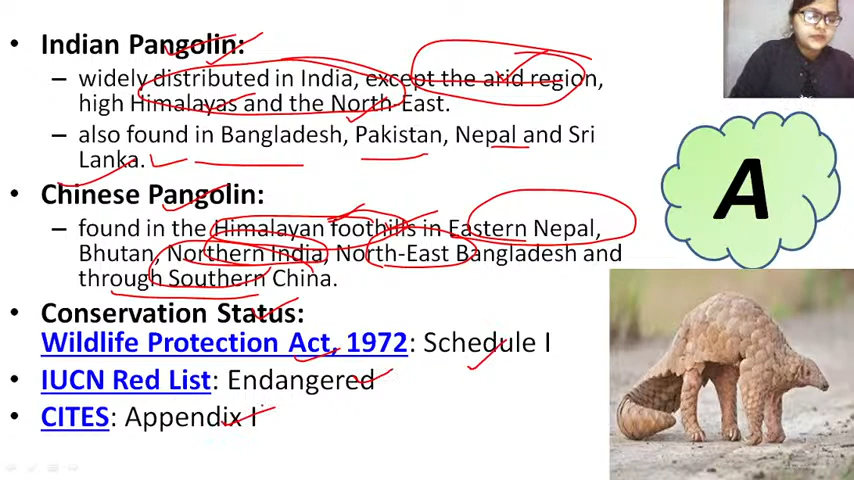 • Indian Pangolin:
– widely distributed in India, except the arid region,
high Himalayas and the North-East.
– also found in Bangladesh, Pakistan, Nepal and Sri
Lanka.
• Chinese Pangolin:
– found in the Himalayan foothills in Eastern Nepal,
Bhutan, Northern India, North-East Bangladesh and
through Southern China.
• Conservation Status:
Wildlife Protection Act, 1972: Schedule I
• IUCN Red List: Endangered
• CITES: Appendix I
A